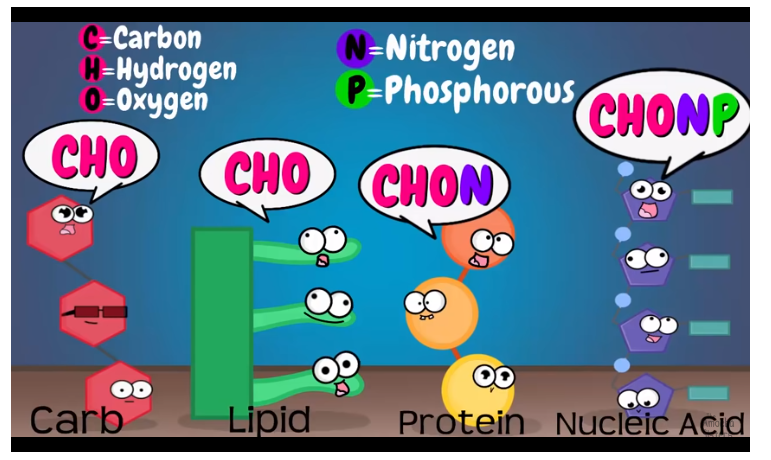 C=Carbon
H=Hydrogen
O=Oxygen
N=Nitrogen
P=Phosphorous
CHO
CHO
CHON
CHONP
Carb
Lipid
Protein
Nucleic Acid